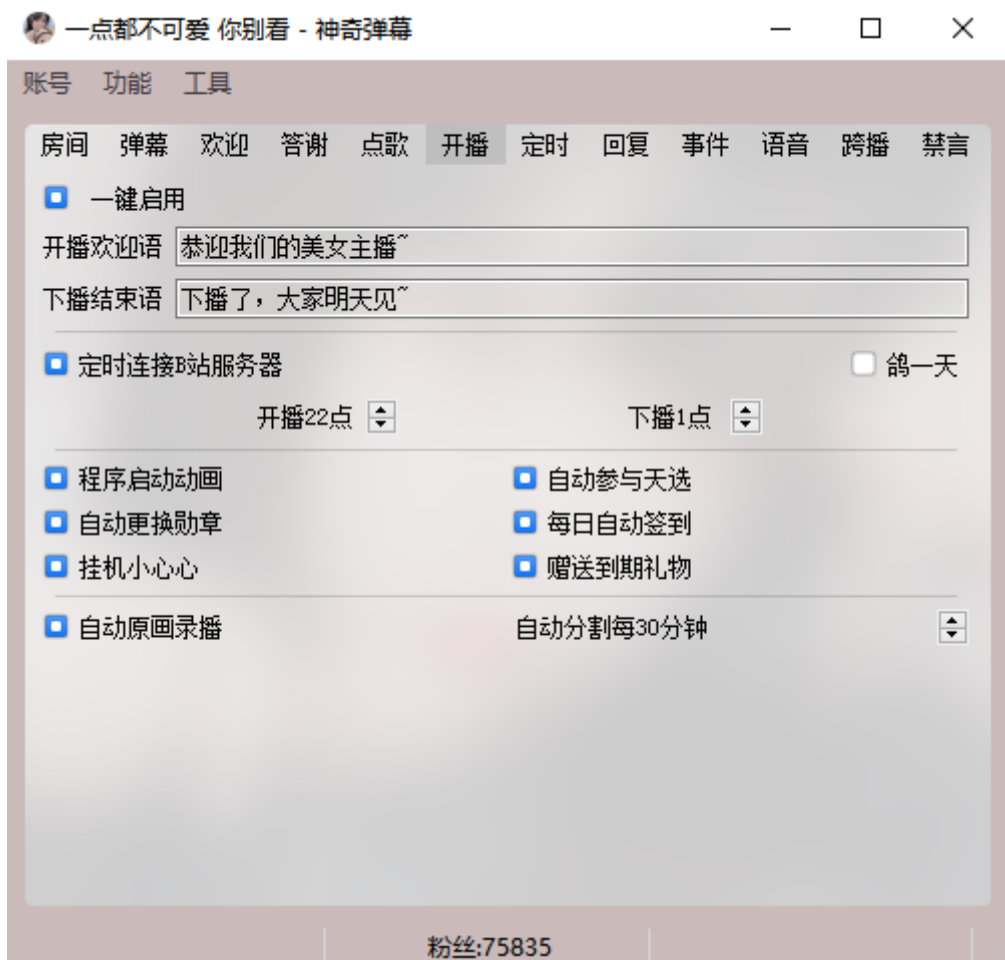 一点都不可爱 你别看 - 神奇弹幕
账号 功能 工具
房间 弹幕 欢迎 答谢 点歌 开播 定时 回复 事件 语音 跨播 禁言
一键启用
开播欢迎语 恭迎我们的美女主播~
下播结束语 下播了，大家明天见~
定时连接B站服务器 鸽一天
开播22点 下播1点
程序启动动画 自动参与天选
自动更换勋章 每日自动签到
挂机小心心 赠送到期礼物
自动原画录播 自动分割每30分钟
粉丝:75835